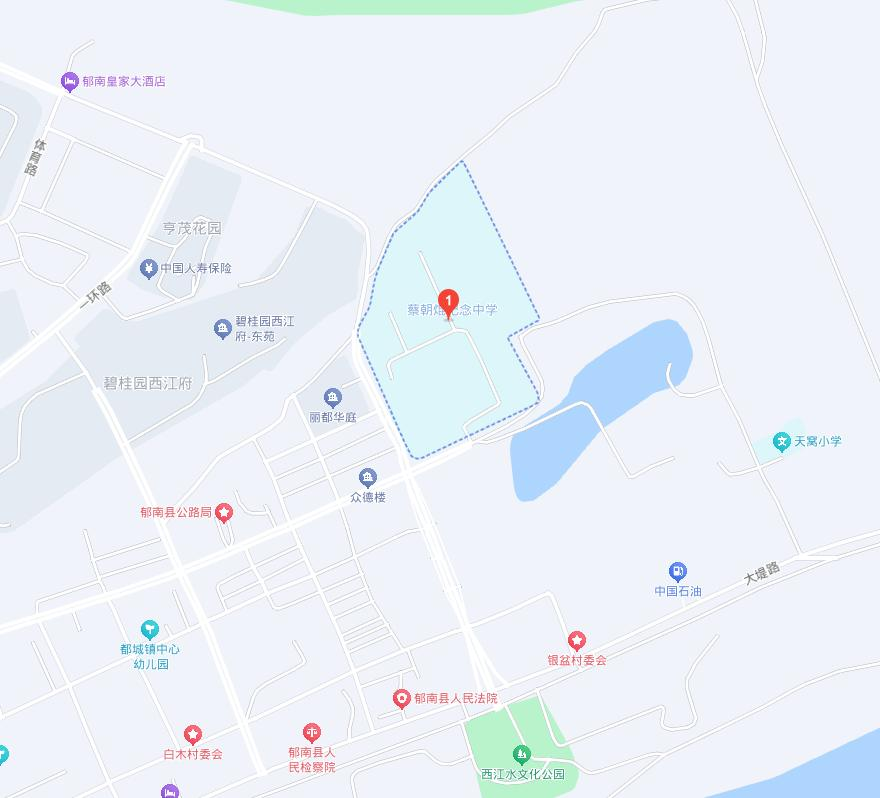 郁南皇家大酒店
体育路
亨茂花园
中国人寿保险
一环路
碧桂园西江
府-东苑
1
蔡朝焜纪念中学
碧桂园西江府
丽都华庭
天窝小学
众德楼
郁南县公路局
大堤路
中国石油
都城镇中心
幼儿园
银盆村委会
郁南县人民法院
白木村委会
郁南县人
民检察院
西江水文化公园